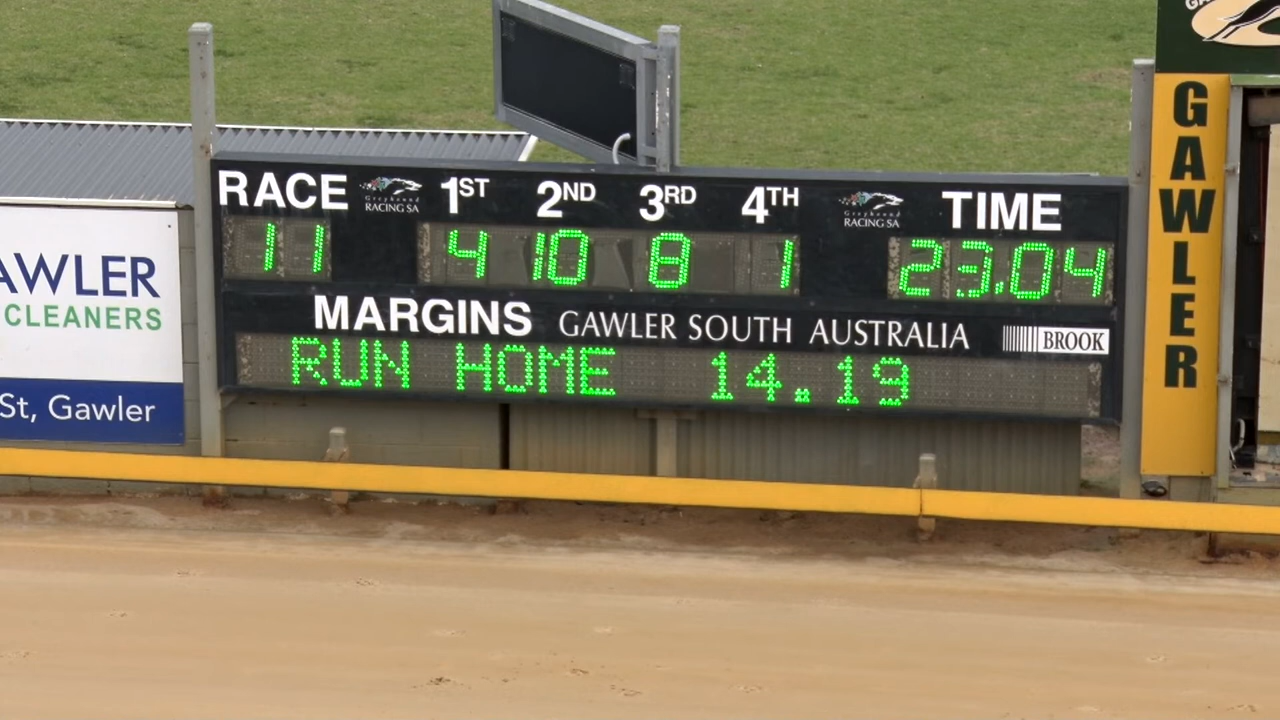 RACE 1ST 2ND 3RD 4TH TIME
Greyhound RACING SA
Greyhound RACING SA
11 4 10 8 1 23.04
MARGINS GAWLER SOUTH AUSTRALIA BROOK
RUN HOME 14.19
AWLER
CLEANERS
St, Gawler
GAWLER
GA